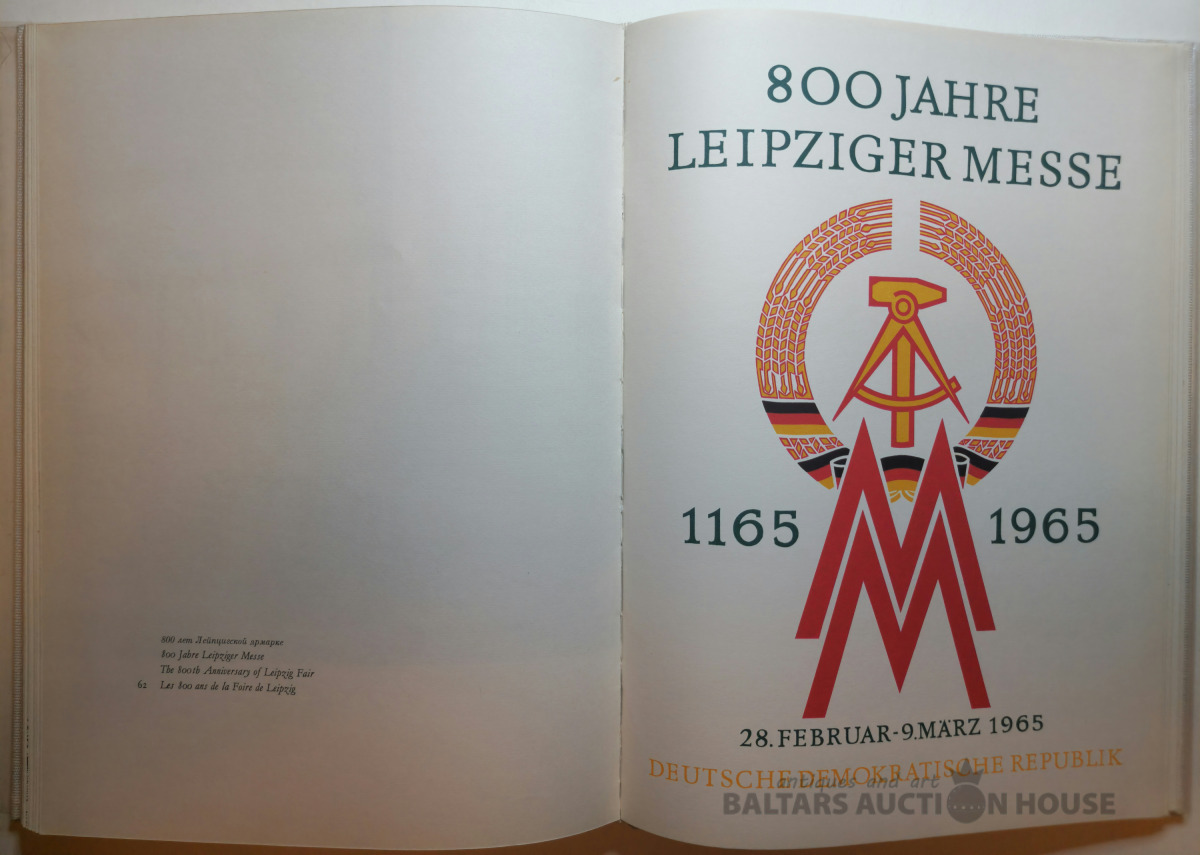 800 лет Лейпцигской ярмарке
800 Jahre Leipziger Messe
The 800th Anniversary of Leipzig Fair
62 Les 800 ans de la Foire de Leipzig
800 JAHRE
LEIPZIGER MESSE
1165 1965
MM
28. FEBRUAR-9. MÄRZ 1965
DEUTSCHE DEMOKRATISCHE REPUBLIK
antiques and art
BALTARS AUCTION HOUSE